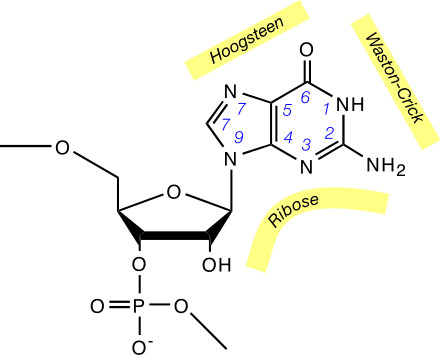 Hoogsteen
Waston-Crick
O
6
N
7
5
1
NH
7
4
3
2
9
N
N
NH2
O
O
Ribose
O
OH
O=P-O
O-